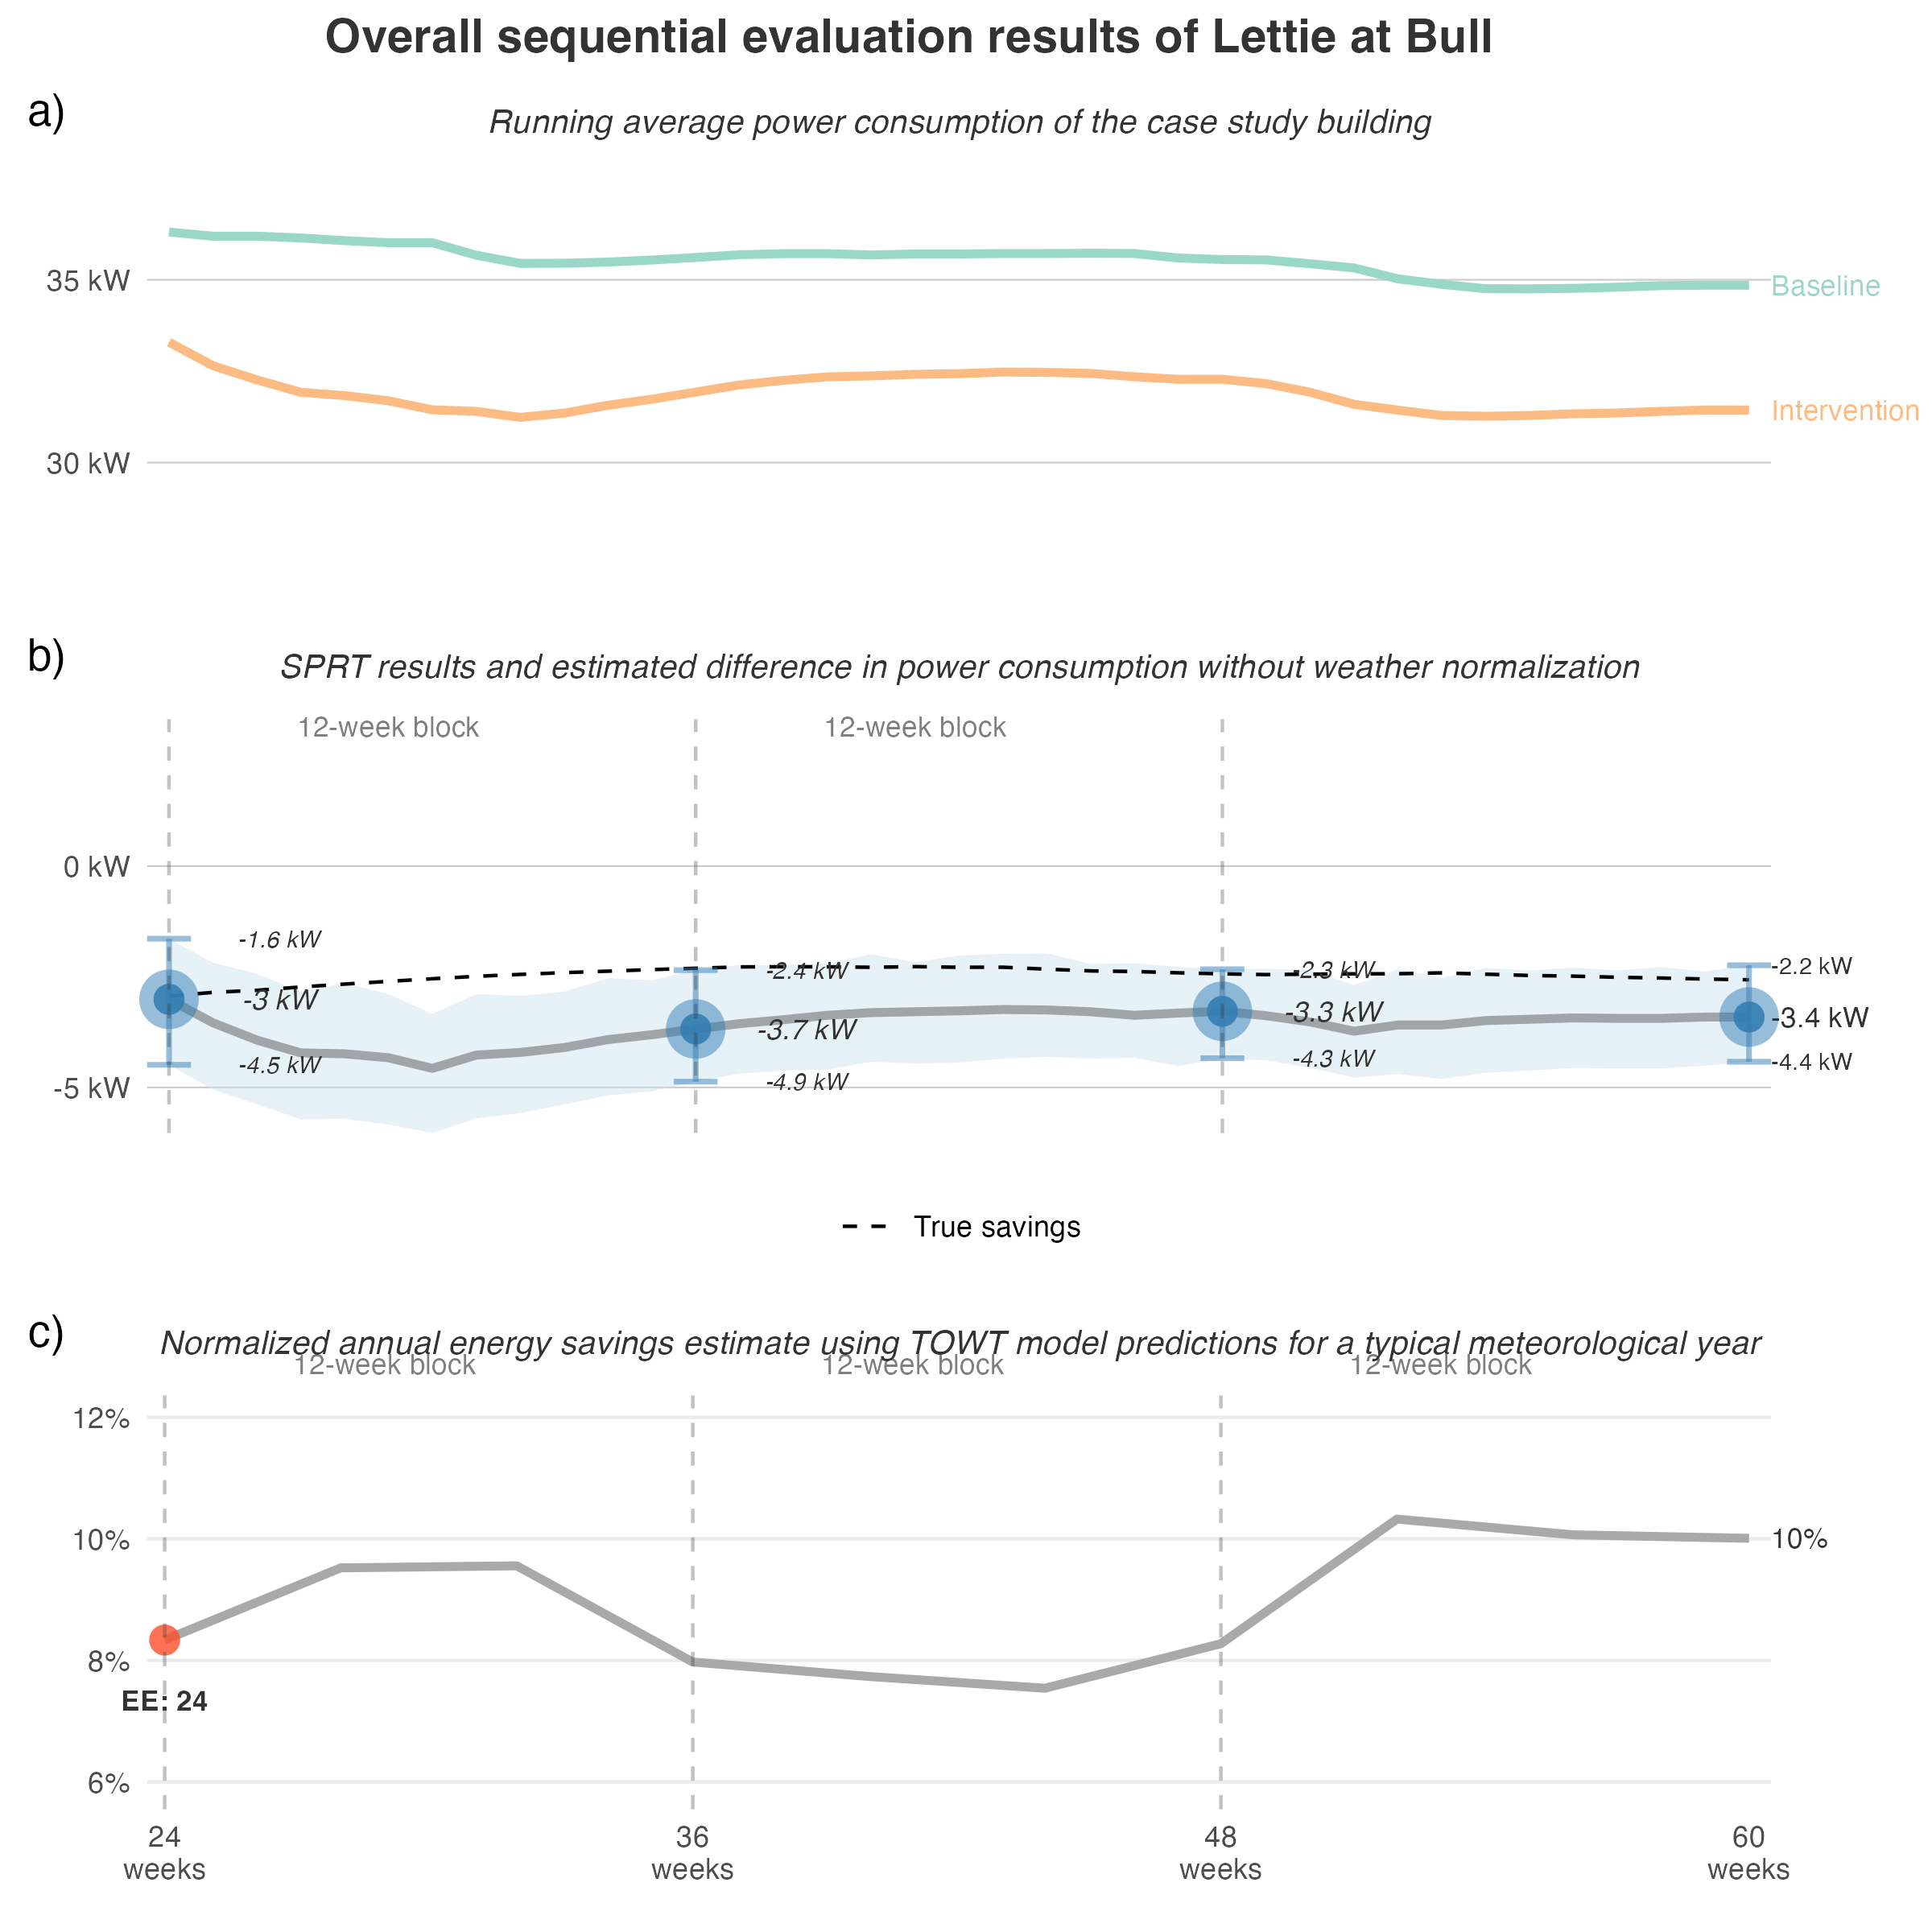 Overall sequential evaluation results of Lettie at Bull
a)
Running average power consumption of the case study building
35 kW
Baseline
Intervention
30 kW
b)
SPRT results and estimated difference in power consumption without weather normalization
12-week block
12-week block
0 kW
-1.6 kW
-2.4 kW
-2.3 kW
-2.2 kW
-3 kW
-3.7 kW
-3.3 kW
-3.4 kW
-4.5 kW
-4.9 kW
-4.3 kW
-4.4 kW
-5 kW
True savings
c)
Normalized annual energy savings estimate using TOWT model predictions for a typical meteorological year
12-week block
12-week block
12-week block
12%
10%
10%
8%
EE: 24
6%
24
weeks
36
weeks
48
weeks
60
weeks